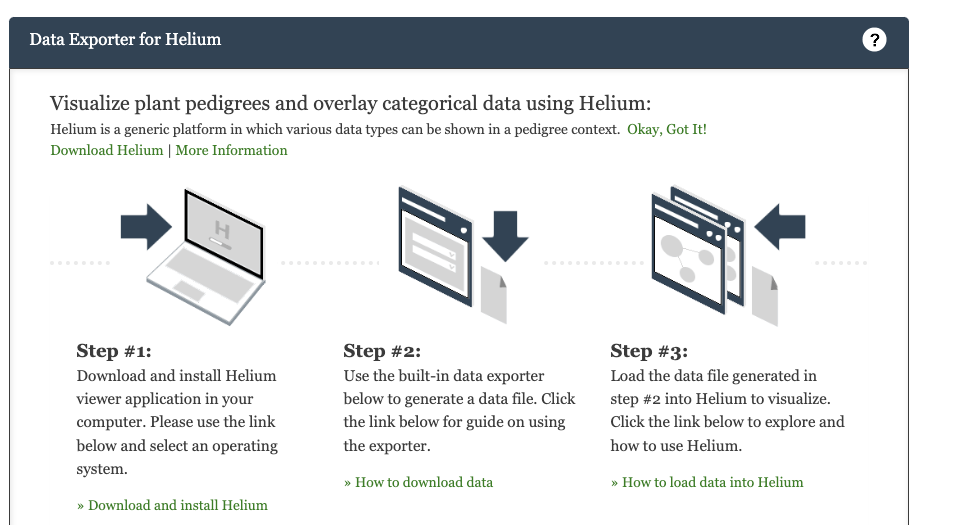 Data Exporter for Helium
?
Visualize plant pedigrees and overlay categorical data using Helium:
Helium is a generic platform in which various data types can be shown in a pedigree context. Okay, Got It!
Download Helium | More Information
H
Step #1:
Download and install Helium
viewer application in your
computer. Please use the link
below and select an operating
system.
» Download and install Helium
Step #2:
Use the built-in data exporter
below to generate a data file. Click
the link below for guide on using
the exporter.
» How to download data
Step #3:
Load the data file generated in
step #2 into Helium to visualize.
Click the link below to explore and
how to use Helium.
» How to load data into Helium